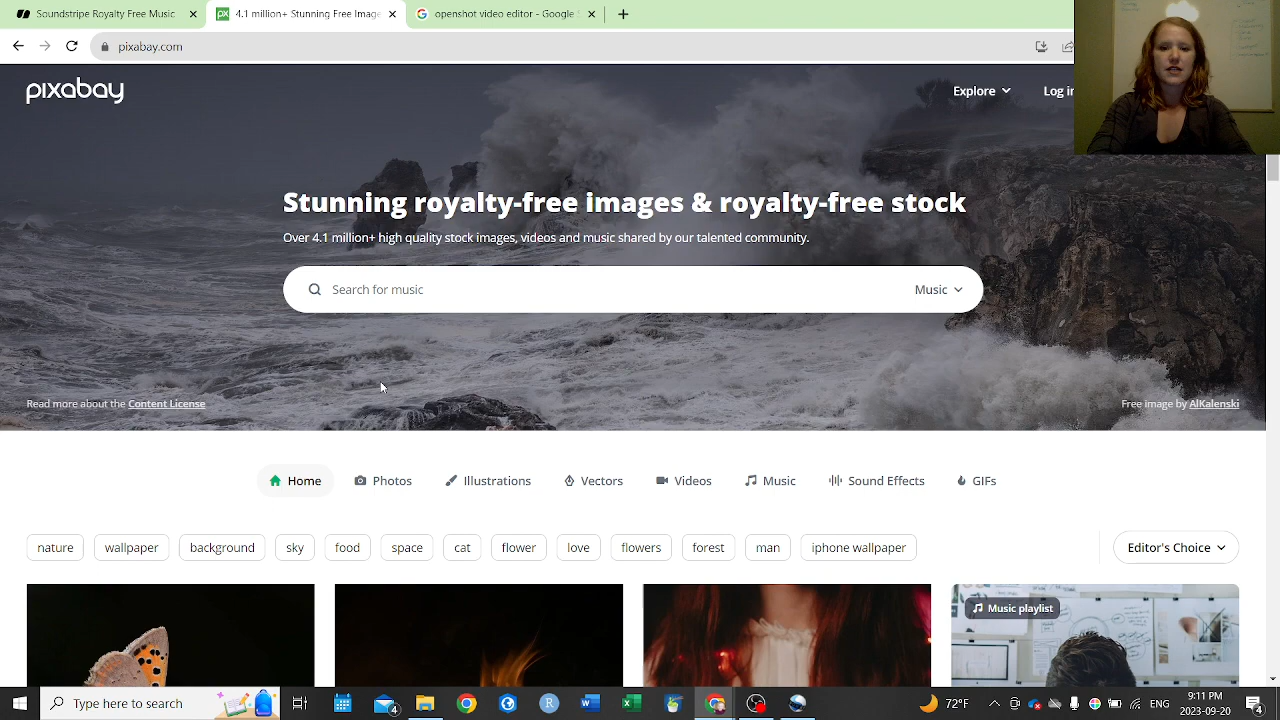 Soundstripe Royalty Free Music
4.1 million+ Stunning Free Image
openshot video editor - Google
pixabay.com
pixabay
Explore
Log in
Stunning royalty-free images & royalty-free stock
Over 4.1 million+ high quality stock images, videos and music shared by our talented community.
Search for music
Music
Read more about the Content License
Free image by AlKalenski
Home
Photos
Illustrations
Vectors
Videos
Music
Sound Effects
GIFs
nature
wallpaper
background
sky
food
space
cat
flower
love
flowers
forest
man
iphone wallpaper
Editor's Choice
Music playlist
Type here to search
4
72°F
ENG
9:11 PM
2023-09-20
4